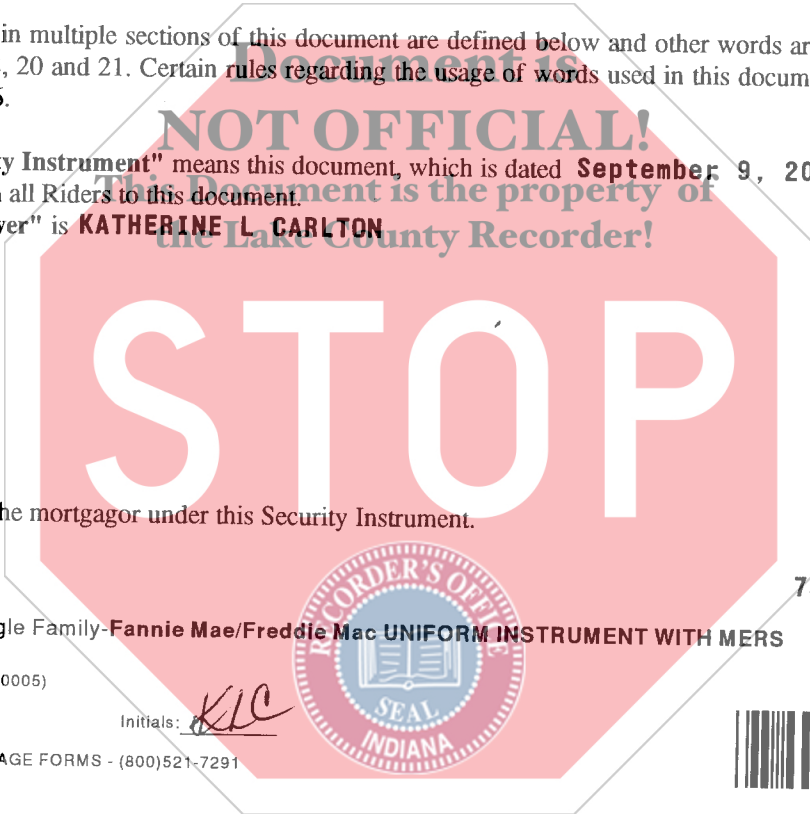 in multiple sections of this document are defined below and other words ar
Document is
, 20 and 21. Certain rules regarding the usage of words used in this docum
NOT OFFICIAL!
y Instrument" means this document, which is dated September 9, 20
all Riders to this document.
This Document is the property of
er" is KATHERINE L CARLTON
the Lake County Recorder!
STOP
he mortgagor under this Security Instrument.
7
RECORDER'S OFFICE
gle Family-Fannie Mae/Freddie Mac UNIFORM INSTRUMENT WITH MERS
0005)
Initials: KLC
SEAL
INDIANA
AGE FORMS - (800)521-7291